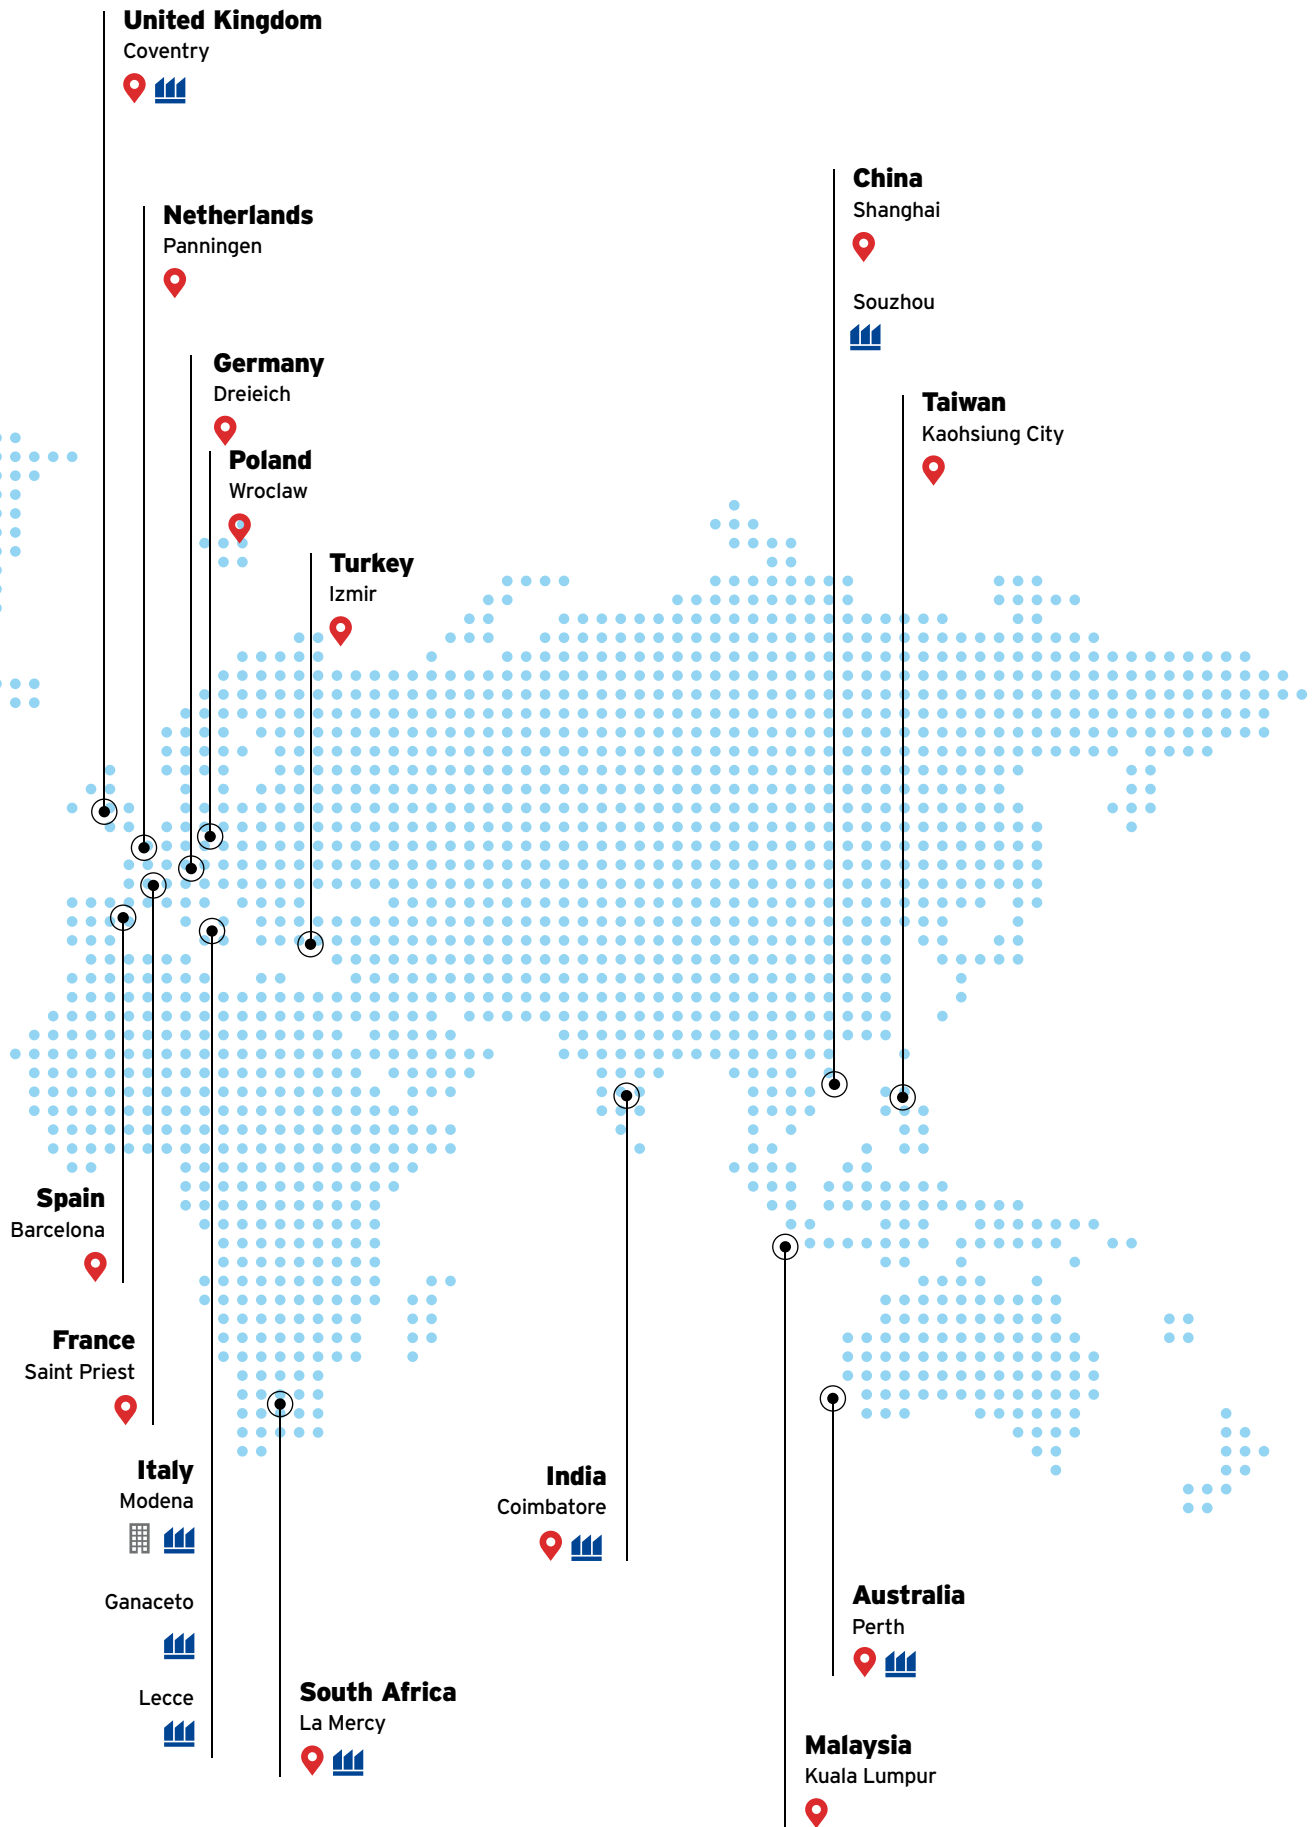 United Kingdom
Coventry
Netherlands
Panningen
Germany
Dreieich
Poland
Wroclaw
Turkey
Izmir
China
Shanghai
Souzhou
Taiwan
Kaohsiung City
Spain
Barcelona
France
Saint Priest
Italy
Modena
Ganaceto
Lecce
South Africa
La Mercy
India
Coimbatore
Australia
Perth
Malaysia
Kuala Lumpur